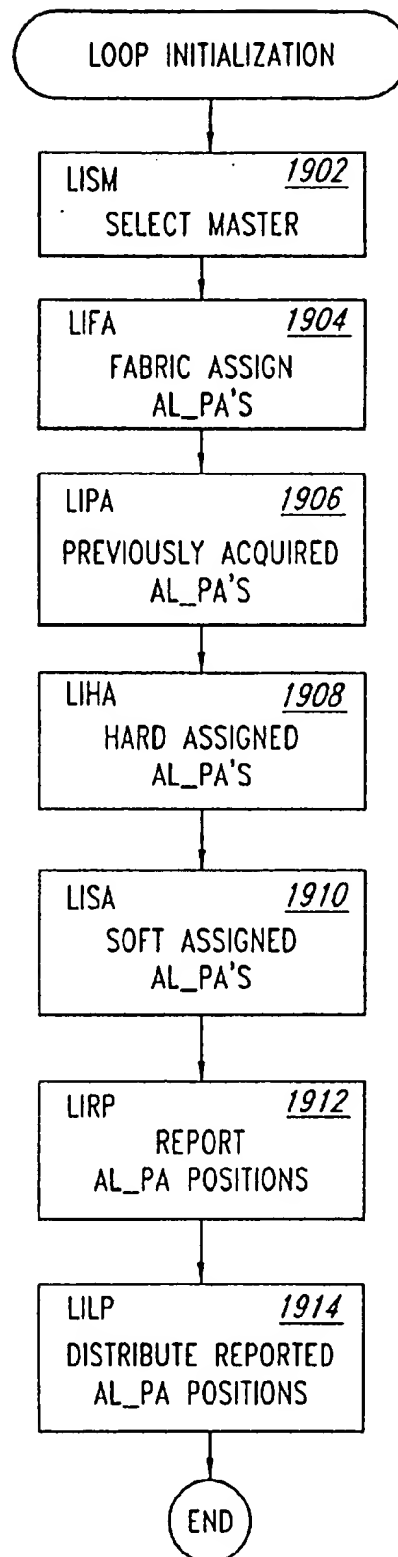 LOOP INITIALIZATION
LISM 1902
SELECT MASTER
LIFA 1904
FABRIC ASSIGN
AL_PA'S
LIPA 1906
PREVIOUSLY ACQUIRED
AL_PA'S
LIHA 1908
HARD ASSIGNED
AL_PA'S
LISA 1910
SOFT ASSIGNED
AL_PA'S
LIRP 1912
REPORT
AL_PA POSITIONS
LILP 1914
DISTRIBUTE REPORTED
AL_PA POSITIONS
END